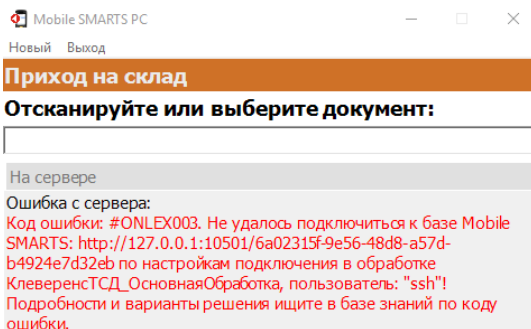 Mobile SMARTS PC
Новый Выход
Приход на склад
Отсканируйте или выберите документ:
На сервере
Ошибка с сервера:
Код ошибки: #ONLEX003. Не удалось подключиться к базе Mobile
SMARTS: http://127.0.0.1:10501/6a02315f-9e56-48d8-a57d-
b4924e7d32eb по настройкам подключения в обработке
КлеверенсТСД_ОсновнаяОбработка, пользователь: "ssh"!
Подробности и варианты решения ищите в базе знаний по коду
ошибки.